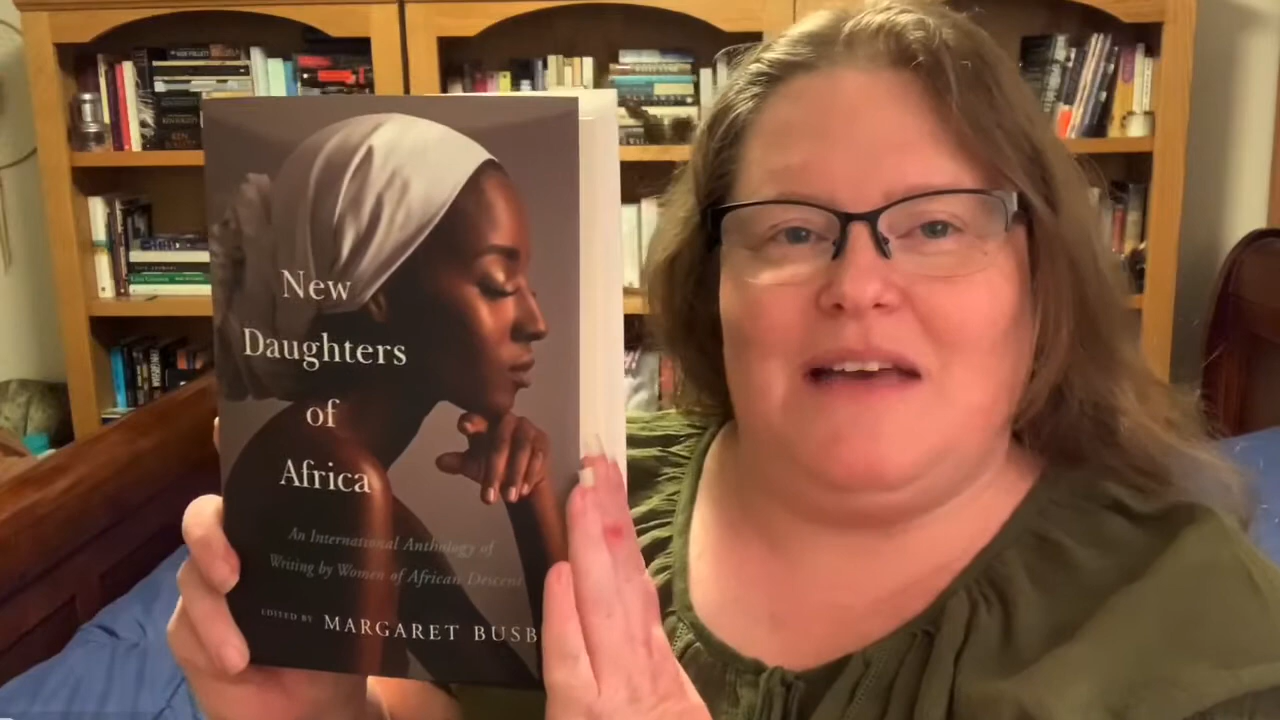 New
Daughters
of
Africa
An International Anthology of
Writing by Women of African Descent
EDITED BY MARGARET BUSB